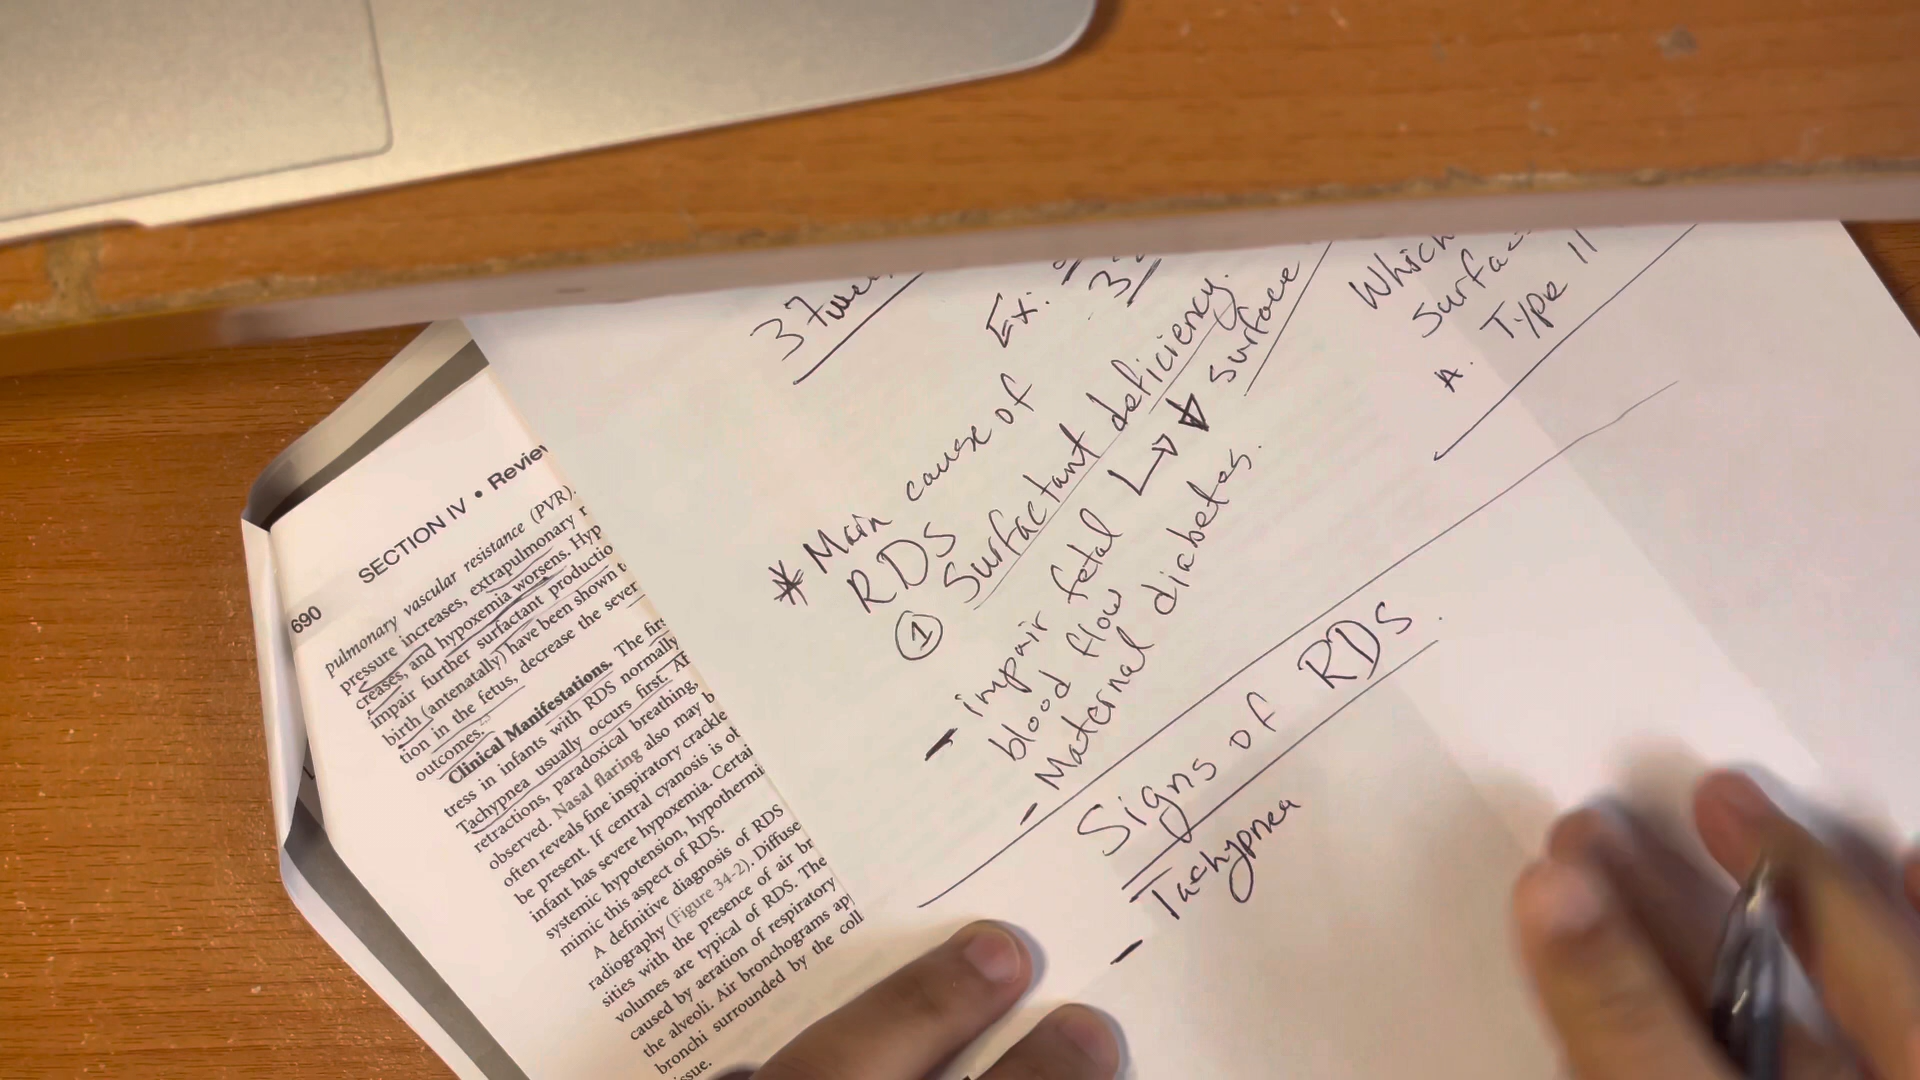 690
SECTION IV • Review
pulmonary vascular resistance (PVR).
pressure increases, extrapulmonary
creases, and hypoxemia worsens. Hyp
impair further surfactant productio
birth (antenatally) have been shown t
tion in the fetus, decrease the sever
outcomes.
Clinical Manifestations. The firs
tress in infants with RDS normally
Tachypnea usually occurs first. Af
retractions, paradoxical breathing,
observed. Nasal flaring also may b
often reveals fine inspiratory crackle
be present. If central cyanosis is ob
infant has severe hypoxemia. Certai
systemic hypotension, hypothermi
mimic this aspect of RDS.
A definitive diagnosis of RDS
radiography (Figure 34-2). Diffuse
sities with the presence of air br
volumes are typical of RDS. The
caused by aeration of respiratory
the alveoli. Air bronchograms ap
bronchi surrounded by the coll
ssue.
37
Ex:
* Main cause of
RDS
① Surfactant deficiency.
↳ ↓ surface
- impair fetal
blood flow
- Maternal diabetes.
Which
Surfac
A. Type II
Signs of RDS.
- Tachypnea
-